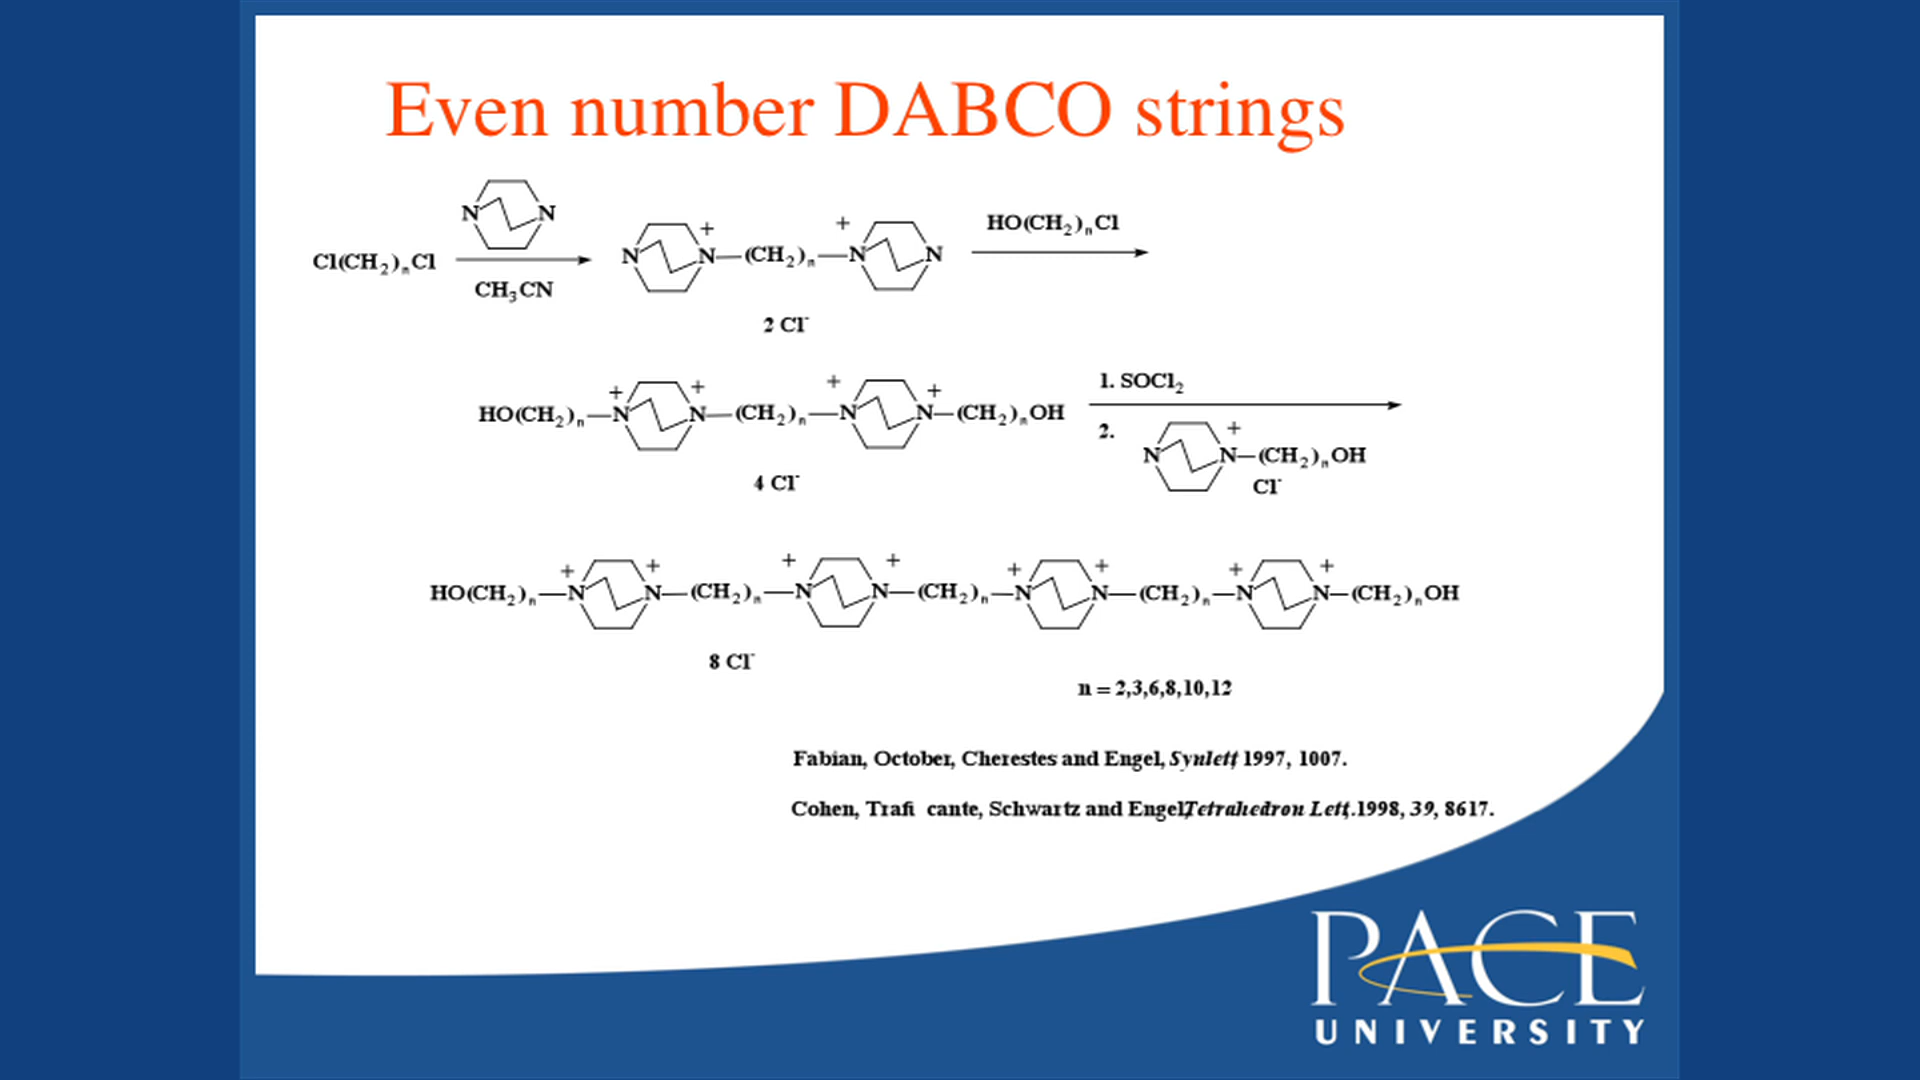 Even number DABCO strings
N N
Cl(CH2)nCl
CH3CN
N + N—(CH2)n—N + N
HO(CH2)nCl
2 Cl-
HO(CH2)n—N + + N—(CH2)n—N + + N—(CH2)nOH
4 Cl-
1. SOCl2
2. N + N—(CH2)nOH
Cl-
HO(CH2)n—N + + N—(CH2)n—N + + N—(CH2)n—N + + N—(CH2)n—N + + N—(CH2)nOH
8 Cl-
n = 2,3,6,8,10,12
Fabian, October, Cherestes and Engel, Synlett, 1997, 1007.
Cohen, Trafi cante, Schwartz and Engel,Tetrahedron Lett,.1998, 39, 8617.
PACE
UNIVERSITY